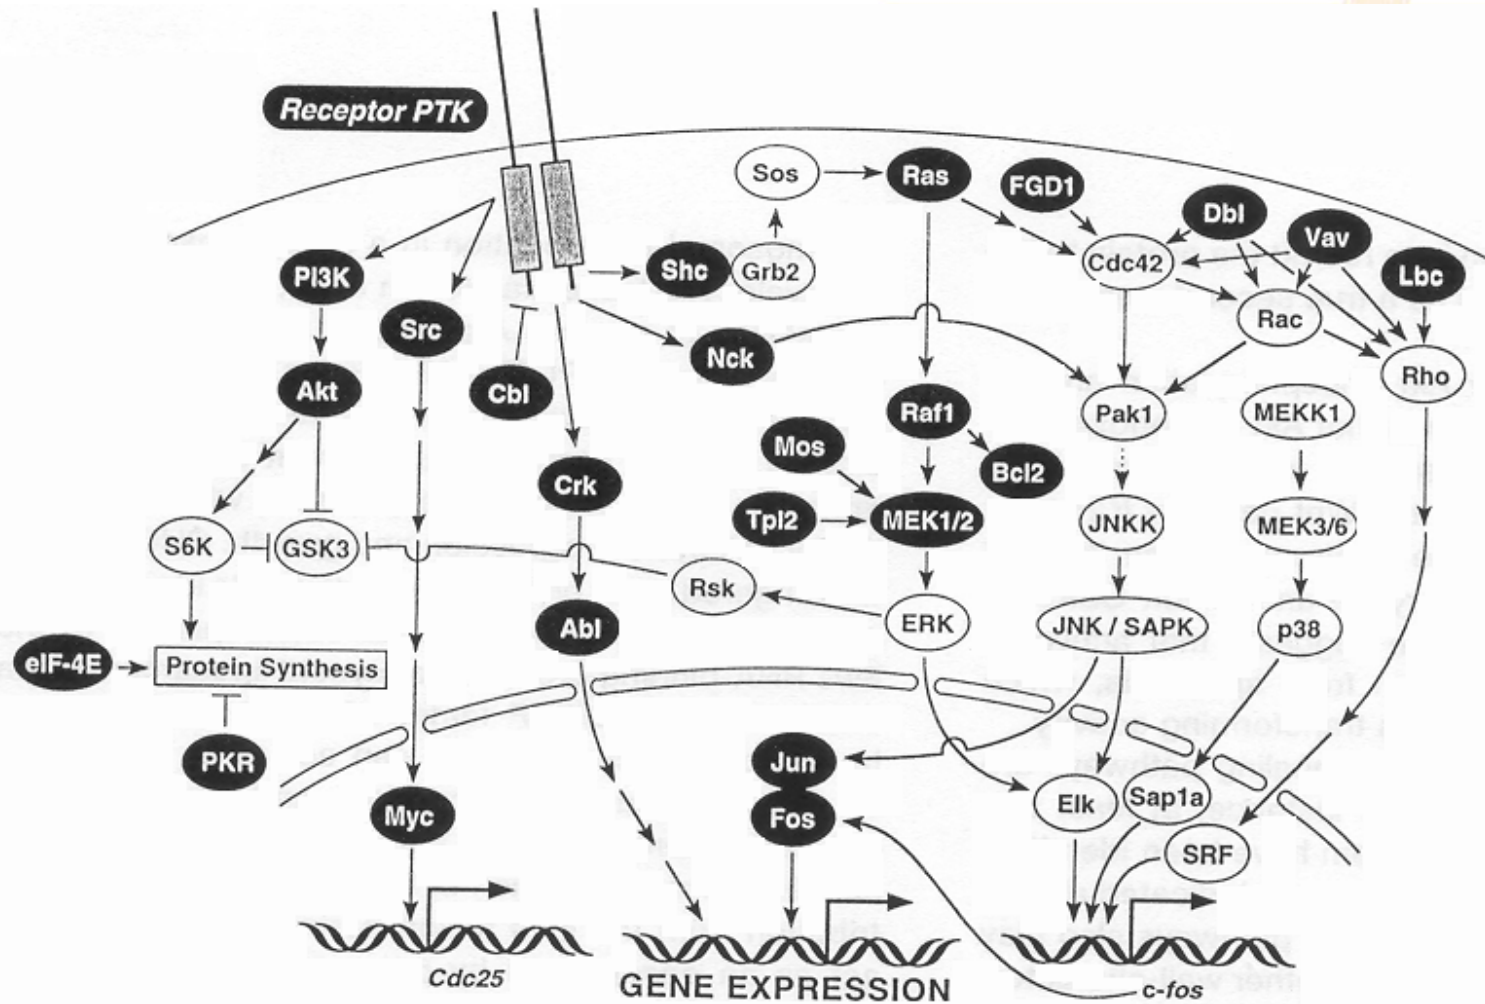 Receptor PTK
Sos
Ras
FGD1
Dbl
Vav
Lbc
PI3K
Shc
Grb2
Cdc42
Src
Nck
Rac
Akt
Cbl
Raf1
Pak1
MEKK1
Rho
Mos
Bcl2
Crk
Tpl2
MEK1/2
JNKK
MEK3/6
S6K
GSK3
Rsk
ERK
JNK / SAPK
p38
Abl
eIF-4E
Protein Synthesis
PKR
Jun
Fos
Elk
Sap1a
SRF
Myc
Cdc25
GENE EXPRESSION
c-fos